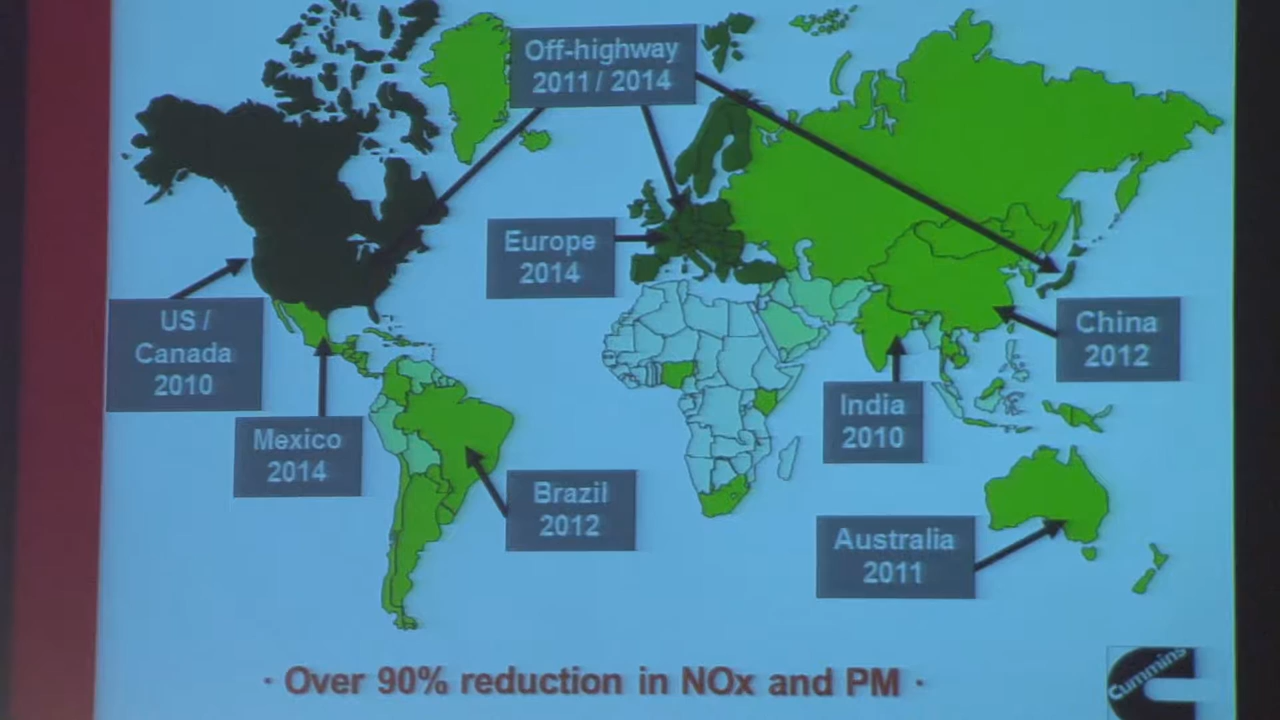 Off-highway
2011 / 2014
Europe
2014
US /
Canada
2010
China
2012
Mexico
2014
India
2010
Brazil
2012
Australia
2011
· Over 90% reduction in NOx and PM ·
Cummins